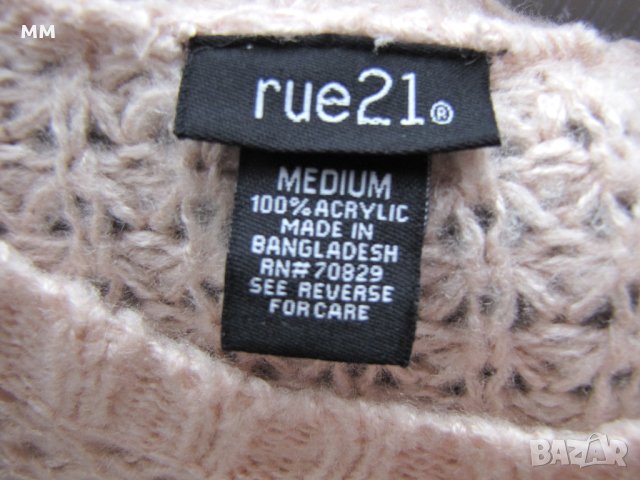 MM
rue21®
MEDIUM
100% ACRYLIC
MADE IN
BANGLADESH
RN# 70829
SEE REVERSE
FOR CARE
BAZAR